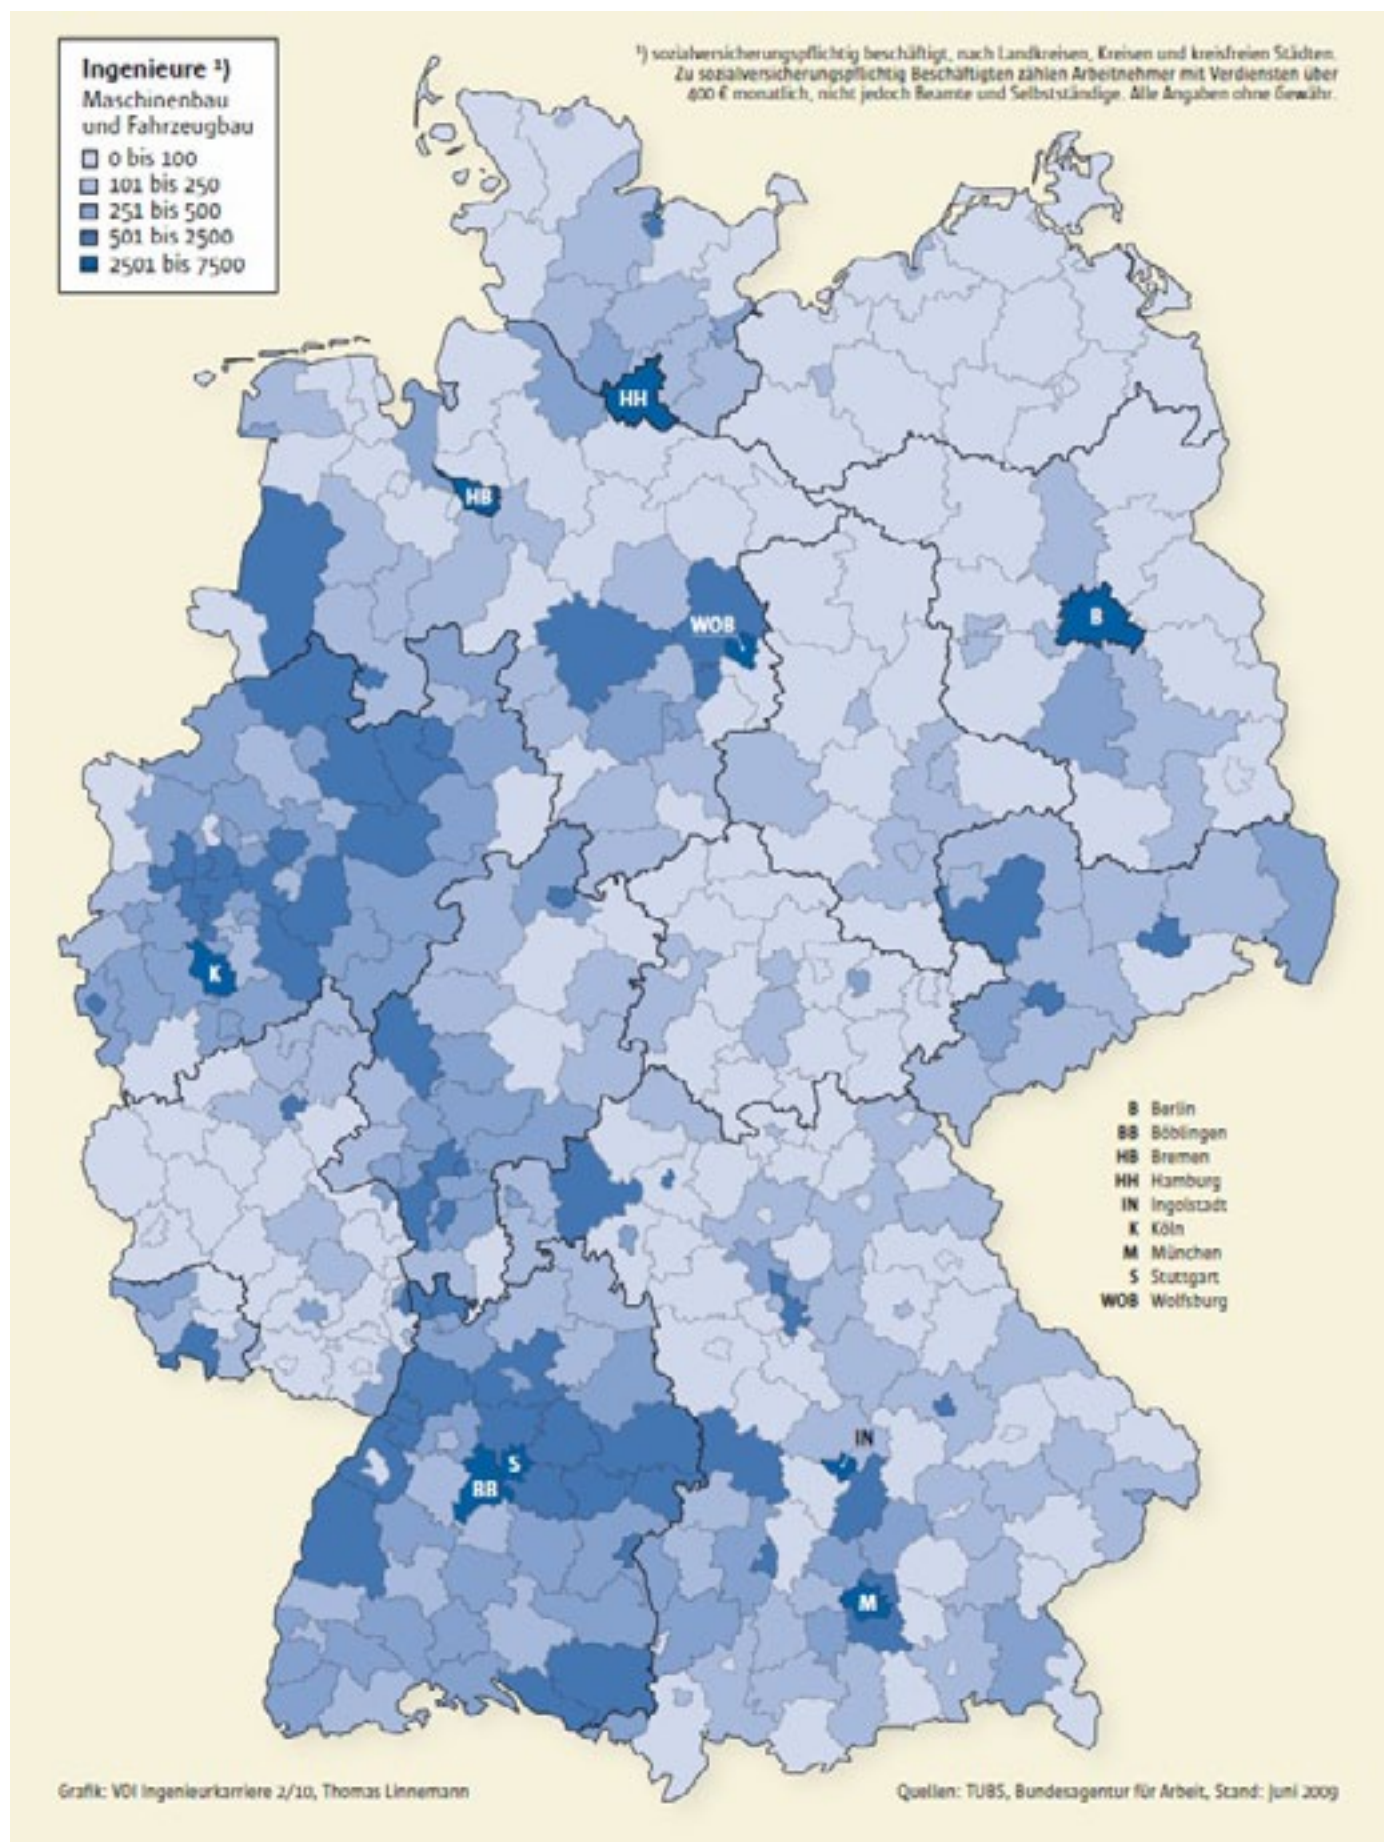 Ingenieure ¹)
Maschinenbau
und Fahrzeugbau
0 bis 100
101 bis 250
251 bis 500
501 bis 2500
2501 bis 7500
¹) sozialversicherungspflichtig beschäftigt, nach Landkreisen, Kreisen und kreisfreien Städten.
Zu sozialversicherungspflichtig Beschäftigten zählen Arbeitnehmer mit Verdiensten über
400 € monatlich, nicht jedoch Beamte und Selbstständige. Alle Angaben ohne Gewähr.
HH
HB
B
WOB
K
IN
S
BB
M
B Berlin
BB Böblingen
HB Bremen
HH Hamburg
IN Ingolstadt
K Köln
M München
S Stuttgart
WOB Wolfsburg
Grafik: VDI Ingenieurkarriere 2/10, Thomas Linnemann
Quellen: TUBS, Bundesagentur für Arbeit, Stand: Juni 2009